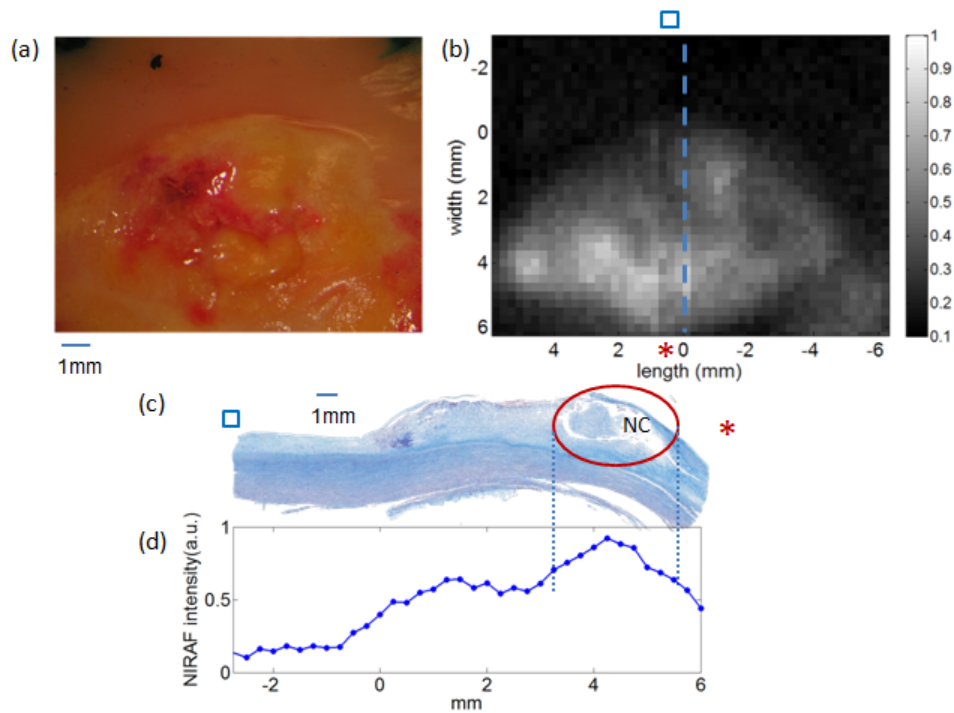 (a)
1mm
(b)
width (mm)
-2
0
2
4
6
4 2 * 0 -2 -4 -6
length (mm)
1
0.9
0.8
0.7
0.6
0.5
0.4
0.3
0.2
0.1
(c)
1mm
NC
*
(d)
NIRAF intensity(a.u.)
1
0.5
0
-2 0 2 4 6
mm